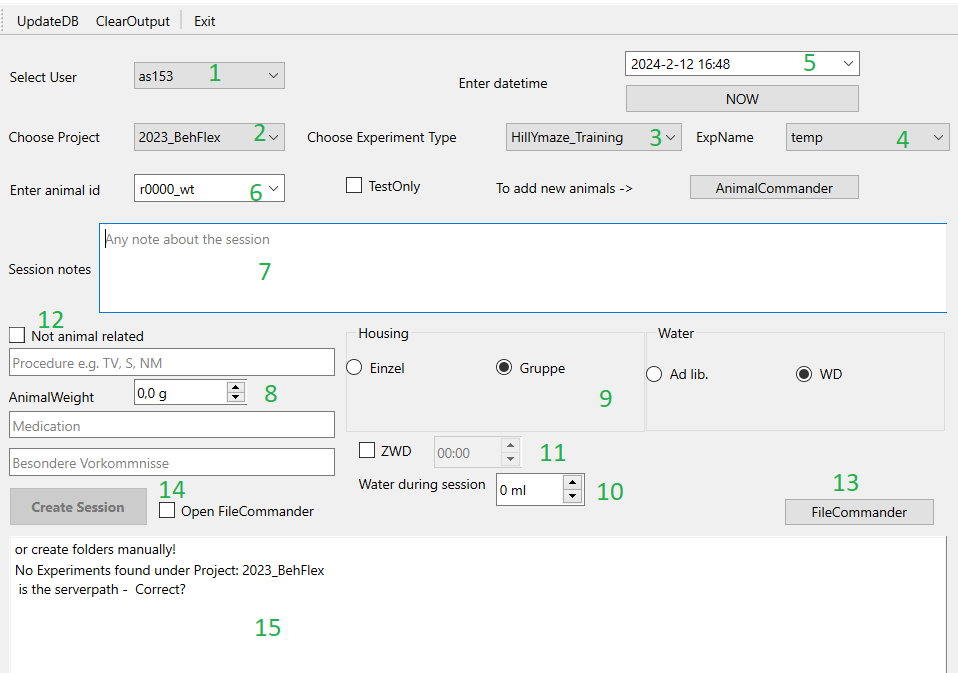 UpdateDB ClearOutput Exit
Select User as153 1 Enter datetime 2024-2-12 16:48 5
NOW
Choose Project 2023_BehFlex 2 Choose Experiment Type HillYmaze_Training 3 ExpName temp 4
Enter animal id r0000_wt 6 TestOnly To add new animals -> AnimalCommander
Any note about the session
Session notes 7
12
Not animal related Housing Water
Procedure e.g. TV, S, NM Einzel Gruppe Ad lib. WD
AnimalWeight 0,0 g 8 9
Medication
ZWD 00:00 11
Besondere Vorkommnisse
Water during session 0 ml 10
14 13
Create Session Open FileCommander FileCommander
or create folders manually!
No Experiments found under Project: 2023_BehFlex
is the serverpath - Correct?
15